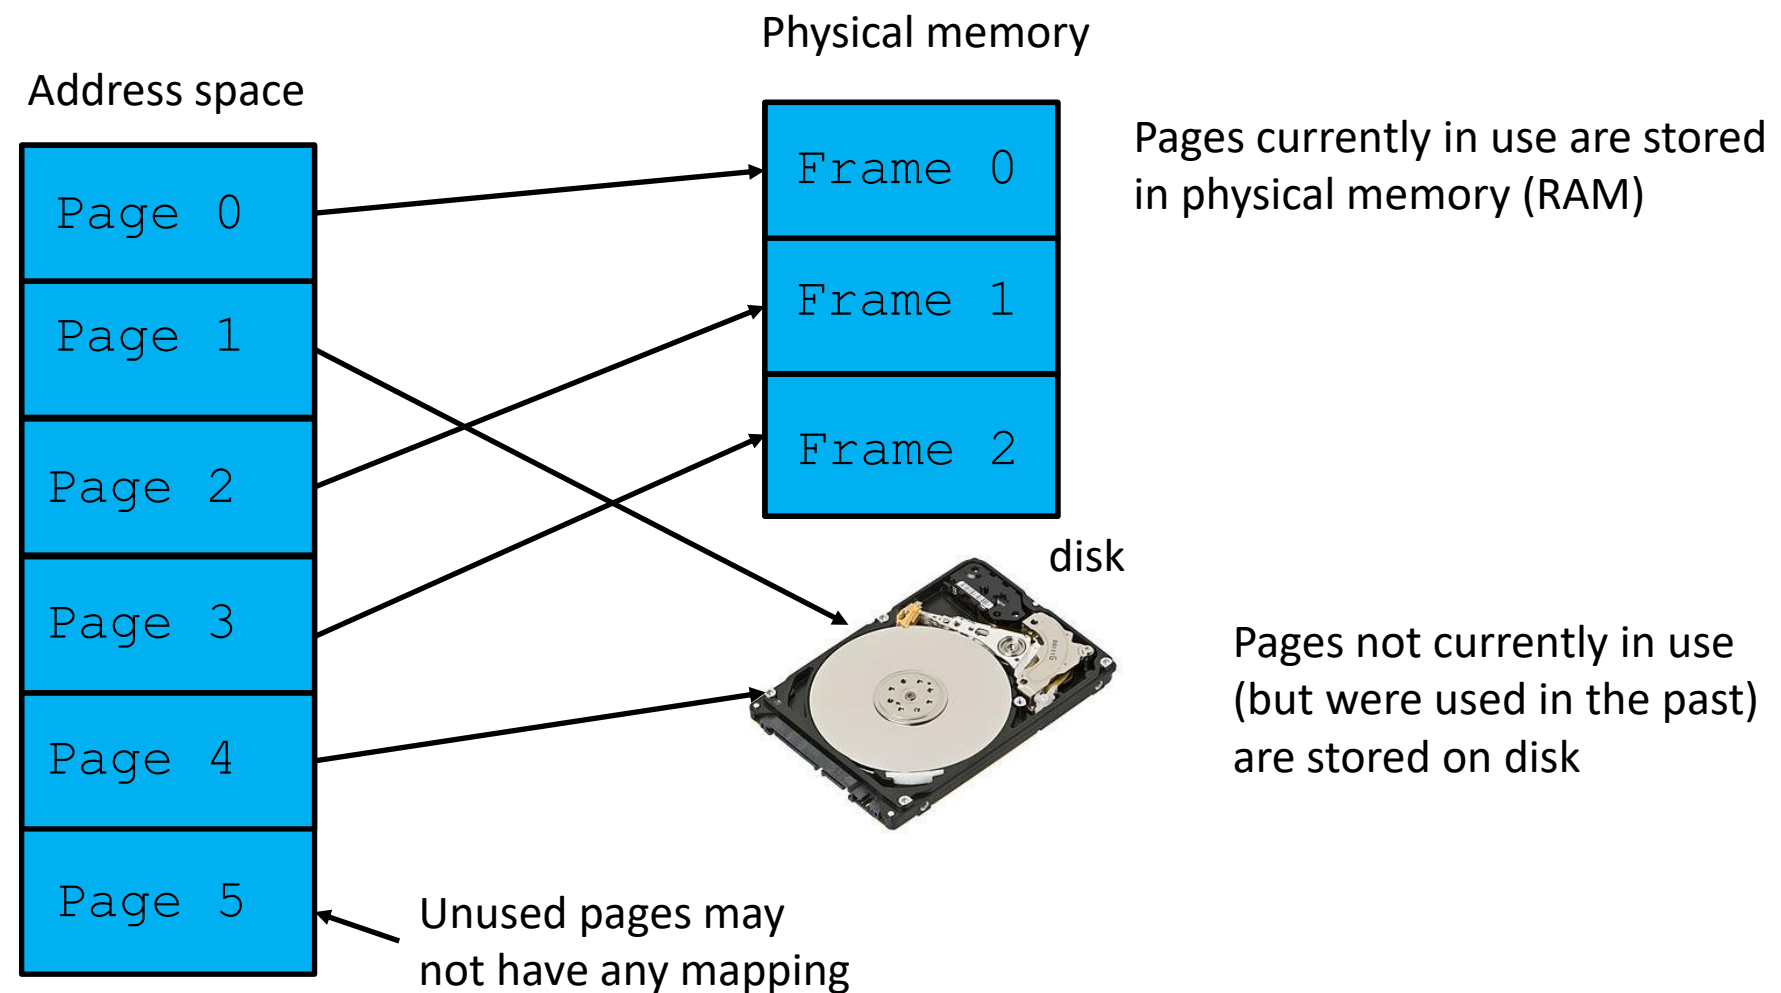 Physical memory
Address space
Page 0
Page 1
Page 2
Page 3
Page 4
Page 5
Frame 0
Frame 1
Frame 2
Pages currently in use are stored
in physical memory (RAM)
disk
Pages not currently in use
(but were used in the past)
are stored on disk
Unused pages may
not have any mapping